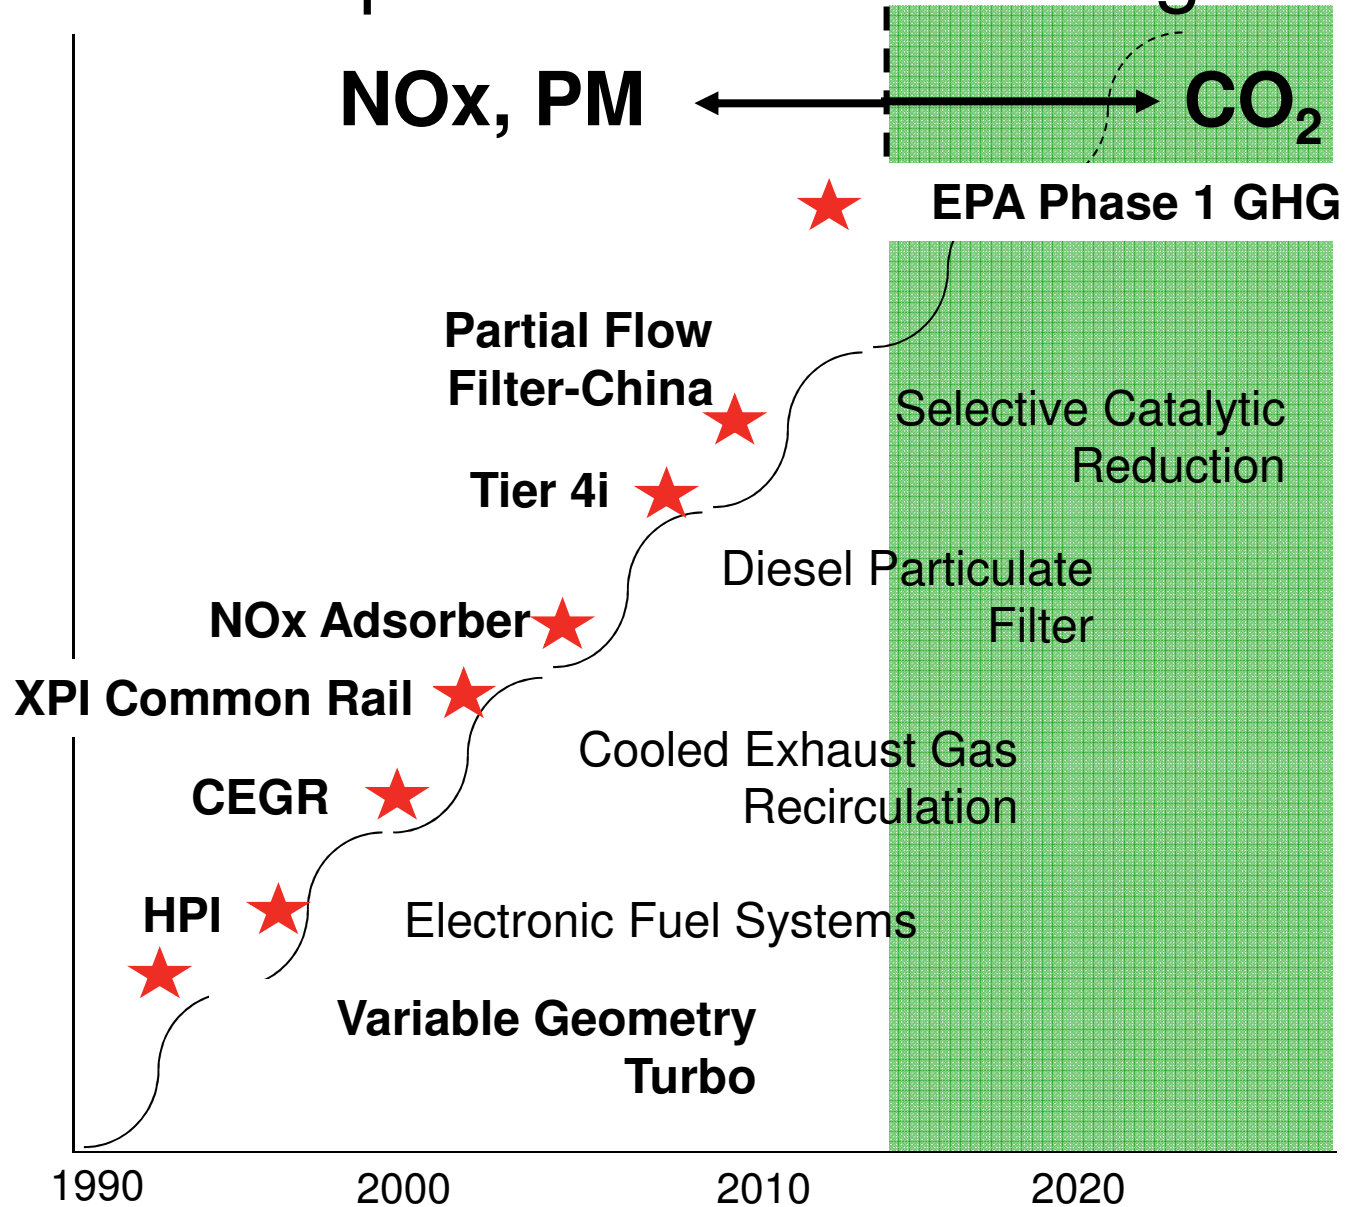 NOx, PM
CO₂
EPA Phase 1 GHG
Partial Flow
Filter-China
Selective Catalytic
Reduction
Tier 4i
Diesel Particulate
Filter
NOx Adsorber
XPI Common Rail
Cooled Exhaust Gas
Recirculation
CEGR
HPI
Electronic Fuel Systems
Variable Geometry
Turbo
1990
2000
2010
2020